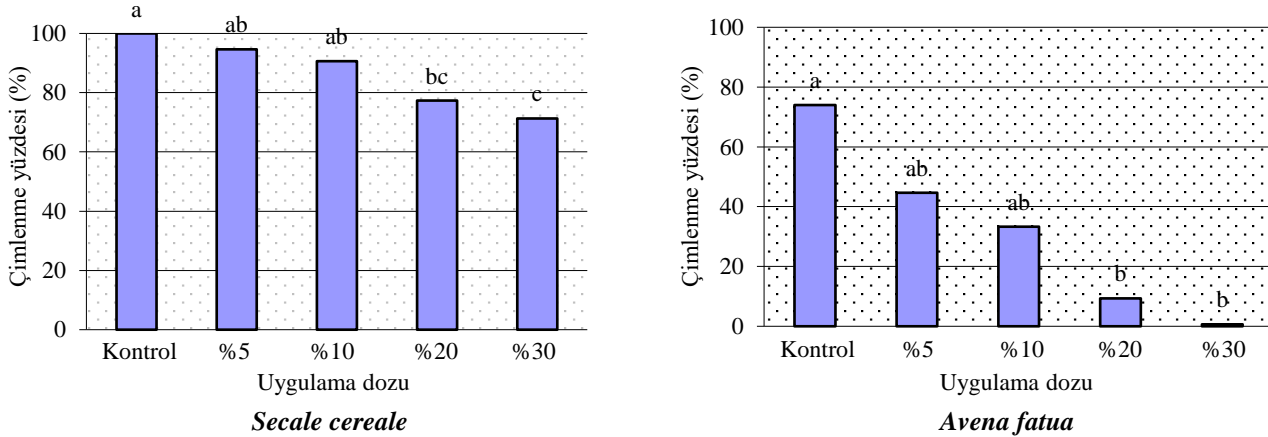 Çimlenme yüzdesi (%)
100
80
60
40
20
0
a
ab
ab
bc
c
Kontrol %5 %10 %20 %30
Uygulama dozu
Secale cereale
Çimlenme yüzdesi (%)
100
80
60
40
20
0
a
ab
ab
b
b
Kontrol %5 %10 %20 %30
Uygulama dozu
Avena fatua